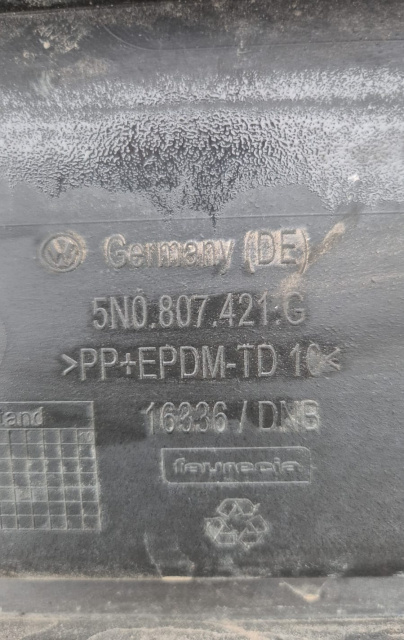 Germany (DE)
5N0.807.421.G
>PP+EPDM-TD 10<
16336 / DNB
faurecia